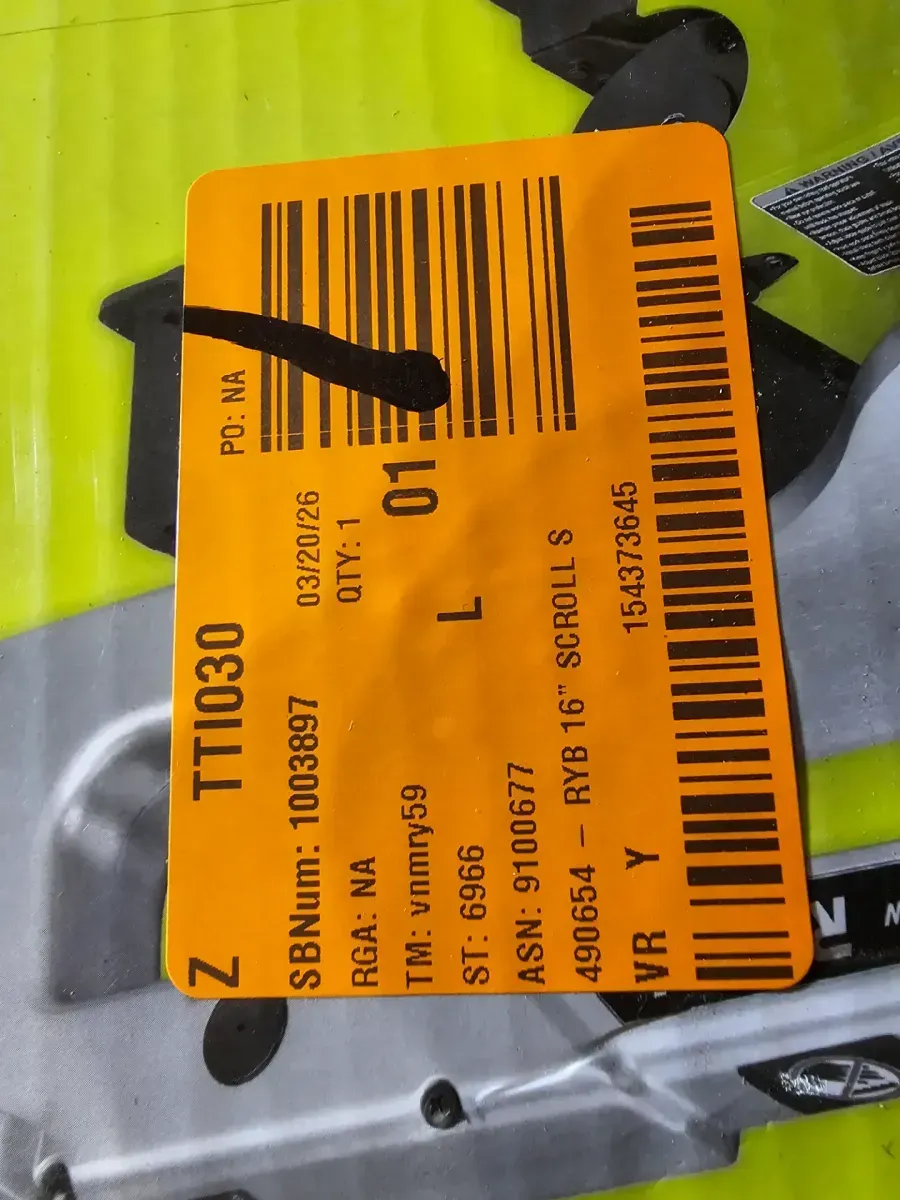 Z TTI030 PO: NA
SBNum: 1003897 03/20/26
RGA: NA QTY: 1
TM: vnmry59 01
ST: 6966 L
ASN: 9100677
490654 – RYB 16" SCROLL S
VR Y 154373645
WARNING